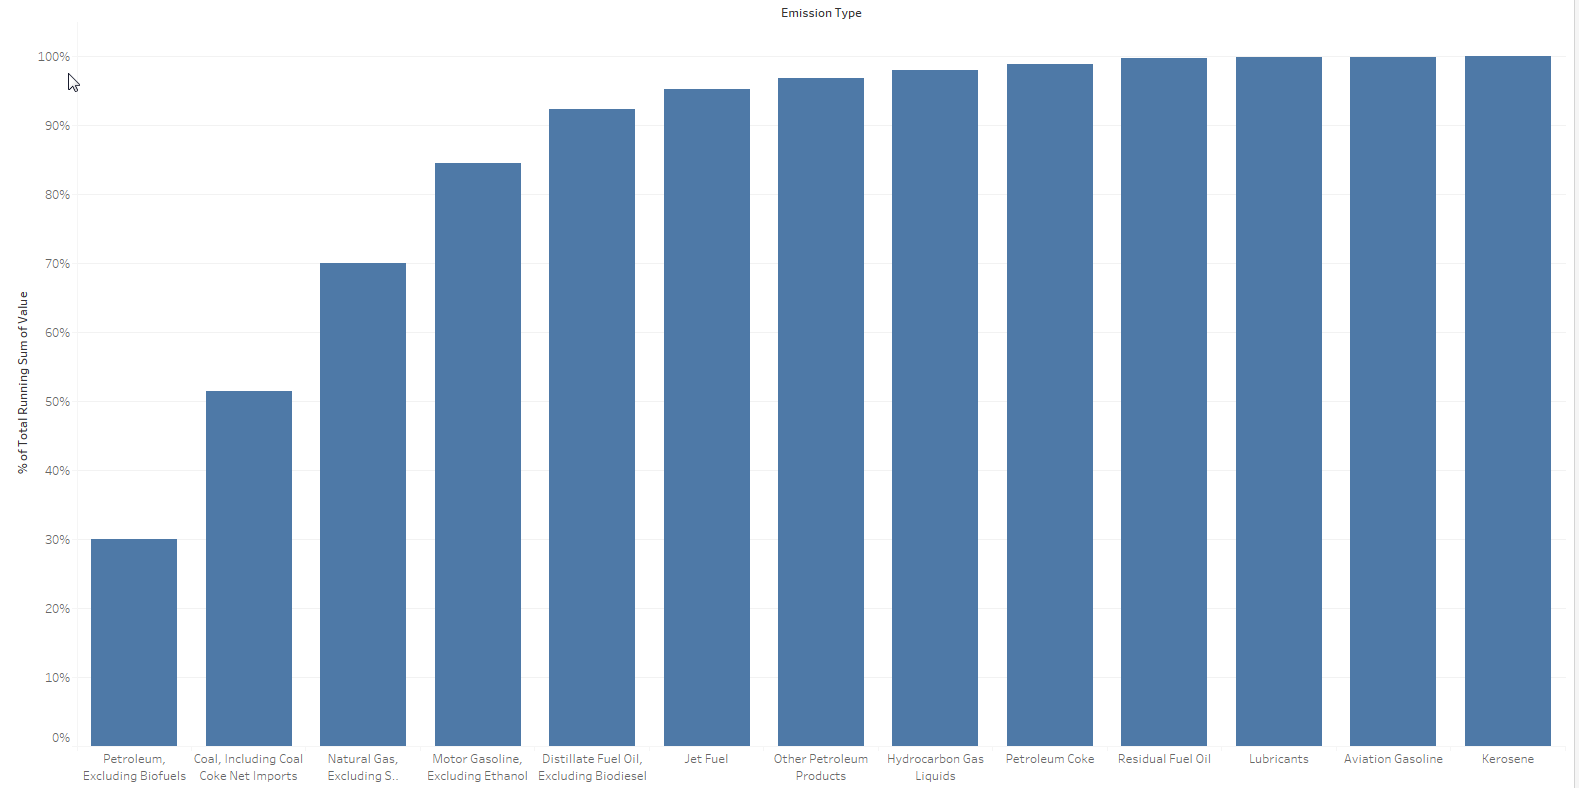 Emission Type
100%
90%
80%
70%
60%
50%
40%
30%
20%
10%
0%
% of Total Running Sum of Value
Petroleum,
Excluding Biofuels
Coal, Including Coal
Coke Net Imports
Natural Gas,
Excluding S..
Motor Gasoline,
Excluding Ethanol
Distillate Fuel Oil,
Excluding Biodiesel
Jet Fuel
Other Petroleum
Products
Hydrocarbon Gas
Liquids
Petroleum Coke
Residual Fuel Oil
Lubricants
Aviation Gasoline
Kerosene